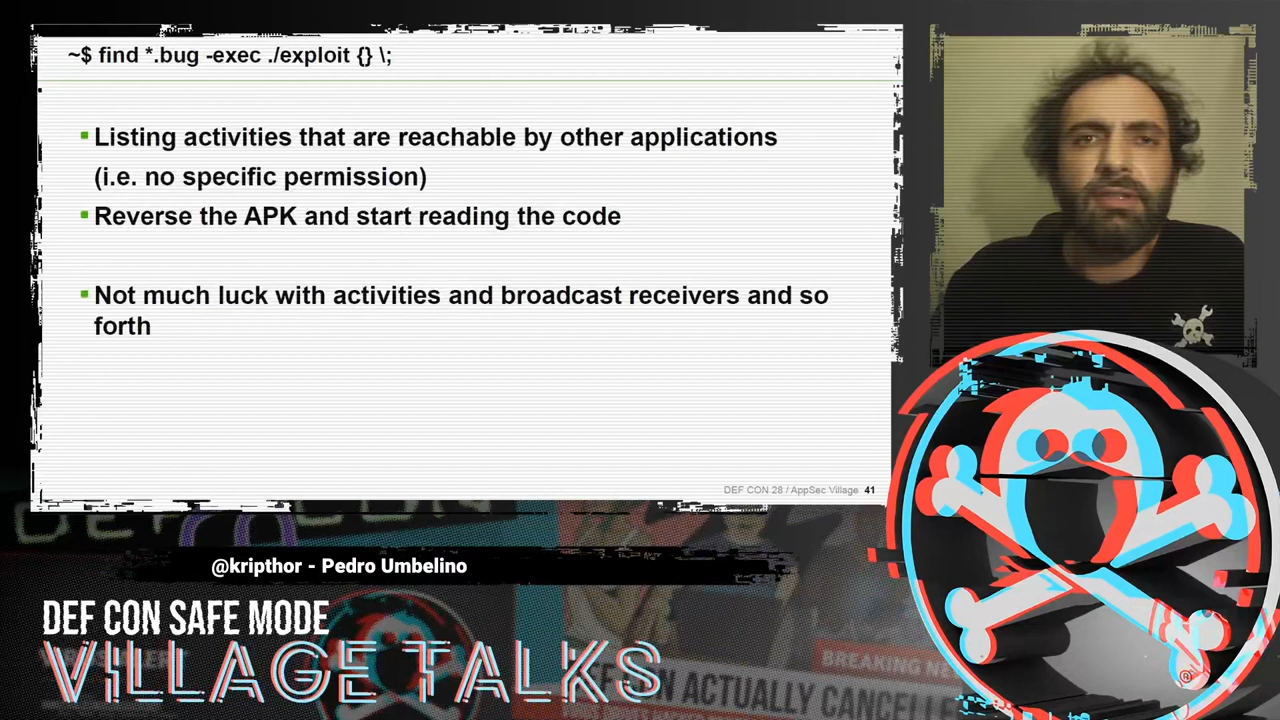 ~$ find *.bug -exec ./exploit {} \;
Listing activities that are reachable by other applications
(i.e. no specific permission)
Reverse the APK and start reading the code
Not much luck with activities and broadcast receivers and so
forth
DEF CON 28 / AppSec Village 41
@kripthor - Pedro Umbelino
DEF CON SAFE MODE
VILLAGE TALKS
BREAKING NE
DEF CON ACTUALLY CANCELLE
®